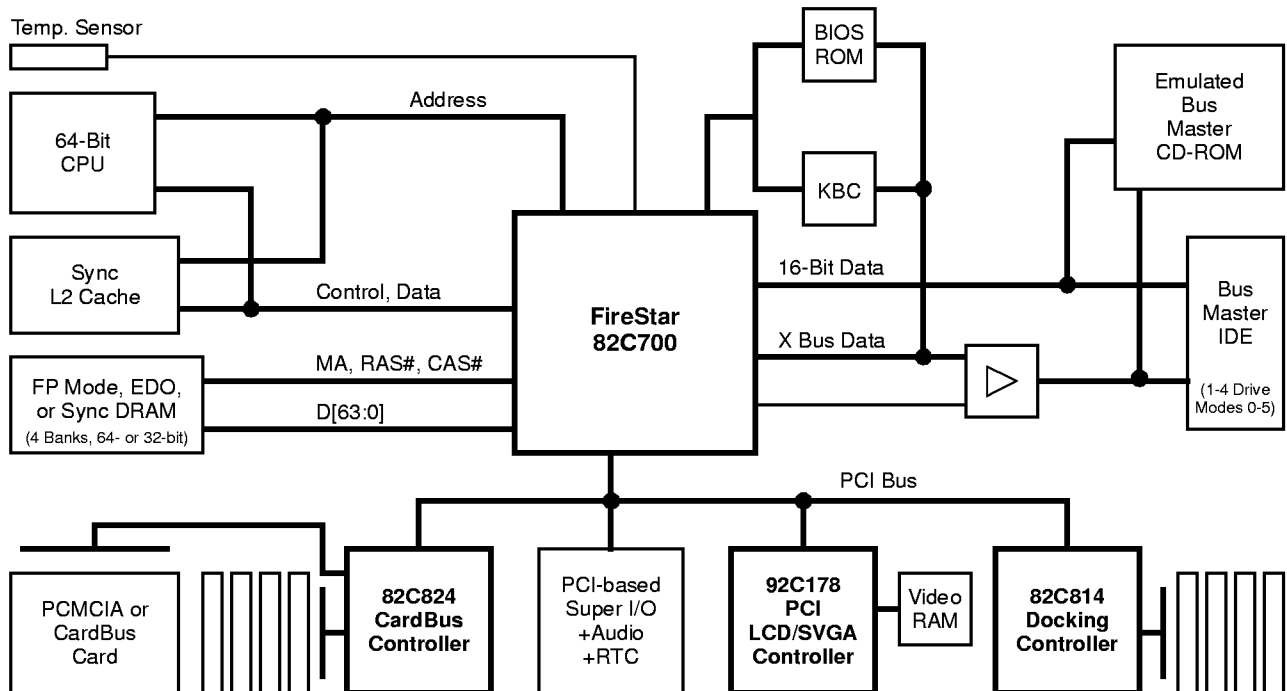 Temp. Sensor
BIOS
ROM
Emulated
Bus
Master
CD-ROM
Address
64-Bit
CPU
KBC
Sync
L2 Cache
Control, Data
16-Bit Data
FireStar
82C700
X Bus Data
Bus
Master
IDE
(1-4 Drive
Modes 0-5)
FP Mode, EDO,
or Sync DRAM
(4 Banks, 64- or 32-bit)
MA, RAS#, CAS#
D[63:0]
PCI Bus
PCMCIA or
CardBus
Card
82C824
CardBus
Controller
PCI-based
Super I/O
+Audio
+RTC
92C178
PCI
LCD/SVGA
Controller
Video
RAM
82C814
Docking
Controller